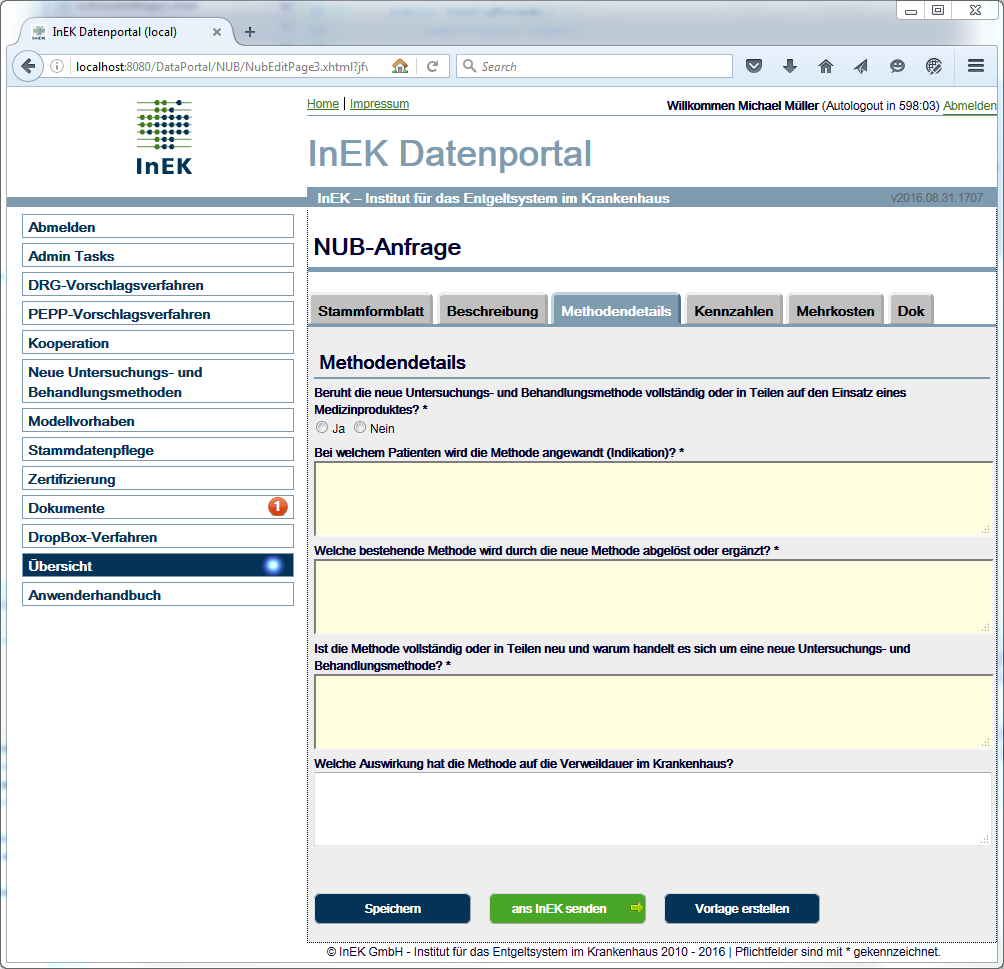 InEK Datenportal (local)
localhost:8080/DataPortal/NUB/NubEditPage3.xhtml?jfv
Search
Home | Impressum
Willkommen Michael Müller (Autologout in 598:03) Abmelden
InEK
InEK Datenportal
InEK – Institut für das Entgeltsystem im Krankenhaus
v2016.08.31.1707
Abmelden
Admin Tasks
DRG-Vorschlagsverfahren
PEPP-Vorschlagsverfahren
Kooperation
Neue Untersuchungs- und
Behandlungsmethoden
Modellvorhaben
Stammdatenpflege
Zertifizierung
Dokumente 1
DropBox-Verfahren
Übersicht
Anwenderhandbuch
NUB-Anfrage
Stammformblatt Beschreibung Methodendetails Kennzahlen Mehrkosten Dok
Methodendetails
Beruht die neue Untersuchungs- und Behandlungsmethode vollständig oder in Teilen auf den Einsatz eines
Medizinproduktes? *
Ja Nein
Bei welchem Patienten wird die Methode angewandt (Indikation)? *
Welche bestehende Methode wird durch die neue Methode abgelöst oder ergänzt? *
Ist die Methode vollständig oder in Teilen neu und warum handelt es sich um eine neue Untersuchungs- und
Behandlungsmethode? *
Welche Auswirkung hat die Methode auf die Verweildauer im Krankenhaus?
Speichern ans InEK senden Vorlage erstellen
© InEK GmbH - Institut für das Entgeltsystem im Krankenhaus 2010 - 2016 | Pflichtfelder sind mit * gekennzeichnet.